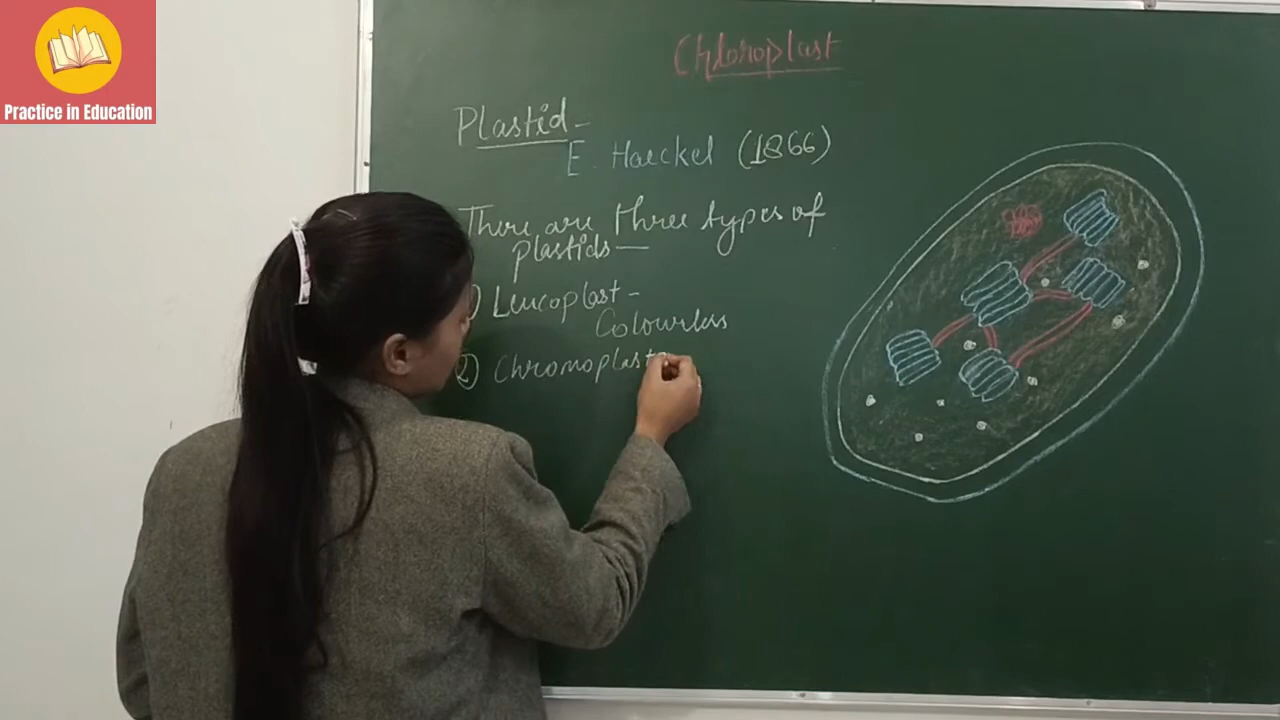 Practice in Education
Chloroplast
Plastid-
E. Haeckel (1866)
There are three types of
plastids—
1) Leucoplast-
Colourless
2) Chromoplast